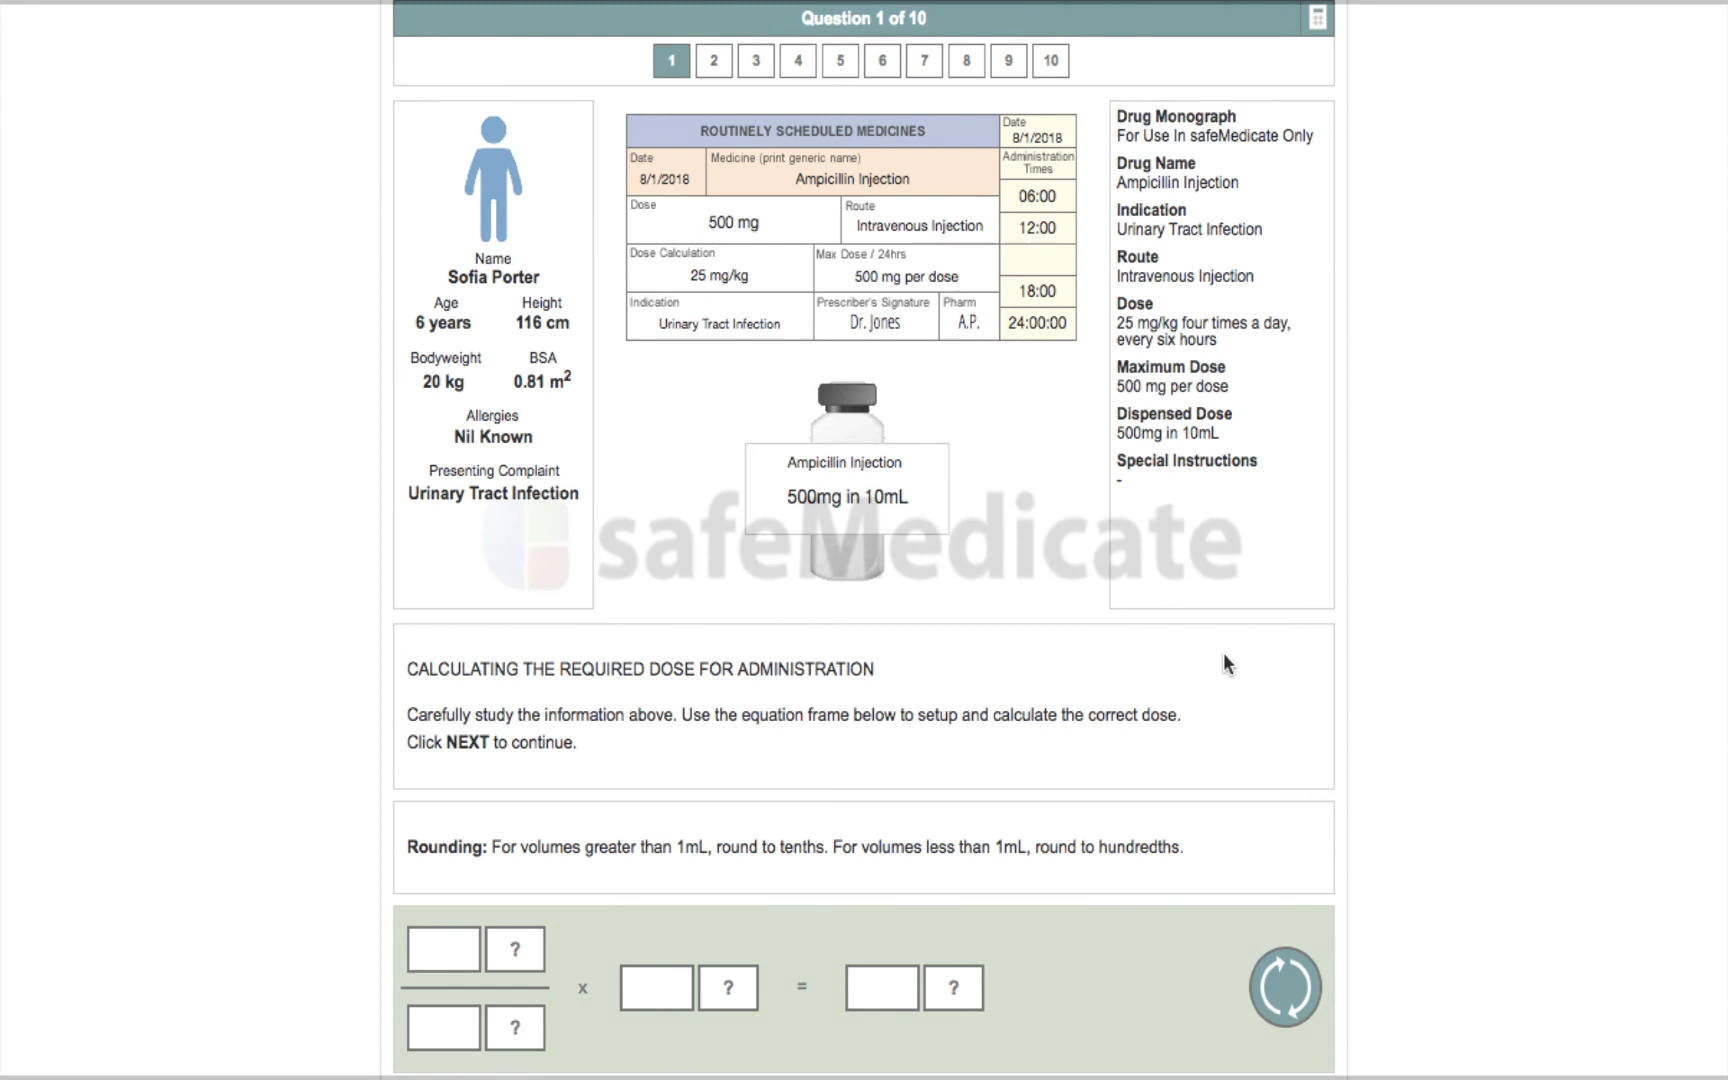 Question 1 of 10
1 2 3 4 5 6 7 8 9 10
Name
Sofia Porter
Age Height
6 years 116 cm
Bodyweight BSA
20 kg 0.81 m2
Allergies
Nil Known
Presenting Complaint
Urinary Tract Infection
ROUTINELY SCHEDULED MEDICINES
Date
8/1/2018
Date Medicine (print generic name)
8/1/2018 Ampicillin Injection
Administration
Times
Dose Route
500 mg Intravenous Injection
Dose Calculation Max Dose / 24hrs
25 mg/kg 500 mg per dose
Indication Prescriber's Signature Pharm
Urinary Tract Infection Dr. Jones A.P.
06:00
12:00
18:00
24:00:00
Ampicillin Injection
500mg in 10mL
safeMedicate
Drug Monograph
For Use In safeMedicate Only
Drug Name
Ampicillin Injection
Indication
Urinary Tract Infection
Route
Intravenous Injection
Dose
25 mg/kg four times a day,
every six hours
Maximum Dose
500 mg per dose
Dispensed Dose
500mg in 10mL
Special Instructions
-
CALCULATING THE REQUIRED DOSE FOR ADMINISTRATION
Carefully study the information above. Use the equation frame below to setup and calculate the correct dose.
Click NEXT to continue.
Rounding: For volumes greater than 1mL, round to tenths. For volumes less than 1mL, round to hundredths.
?
x ? = ?
?